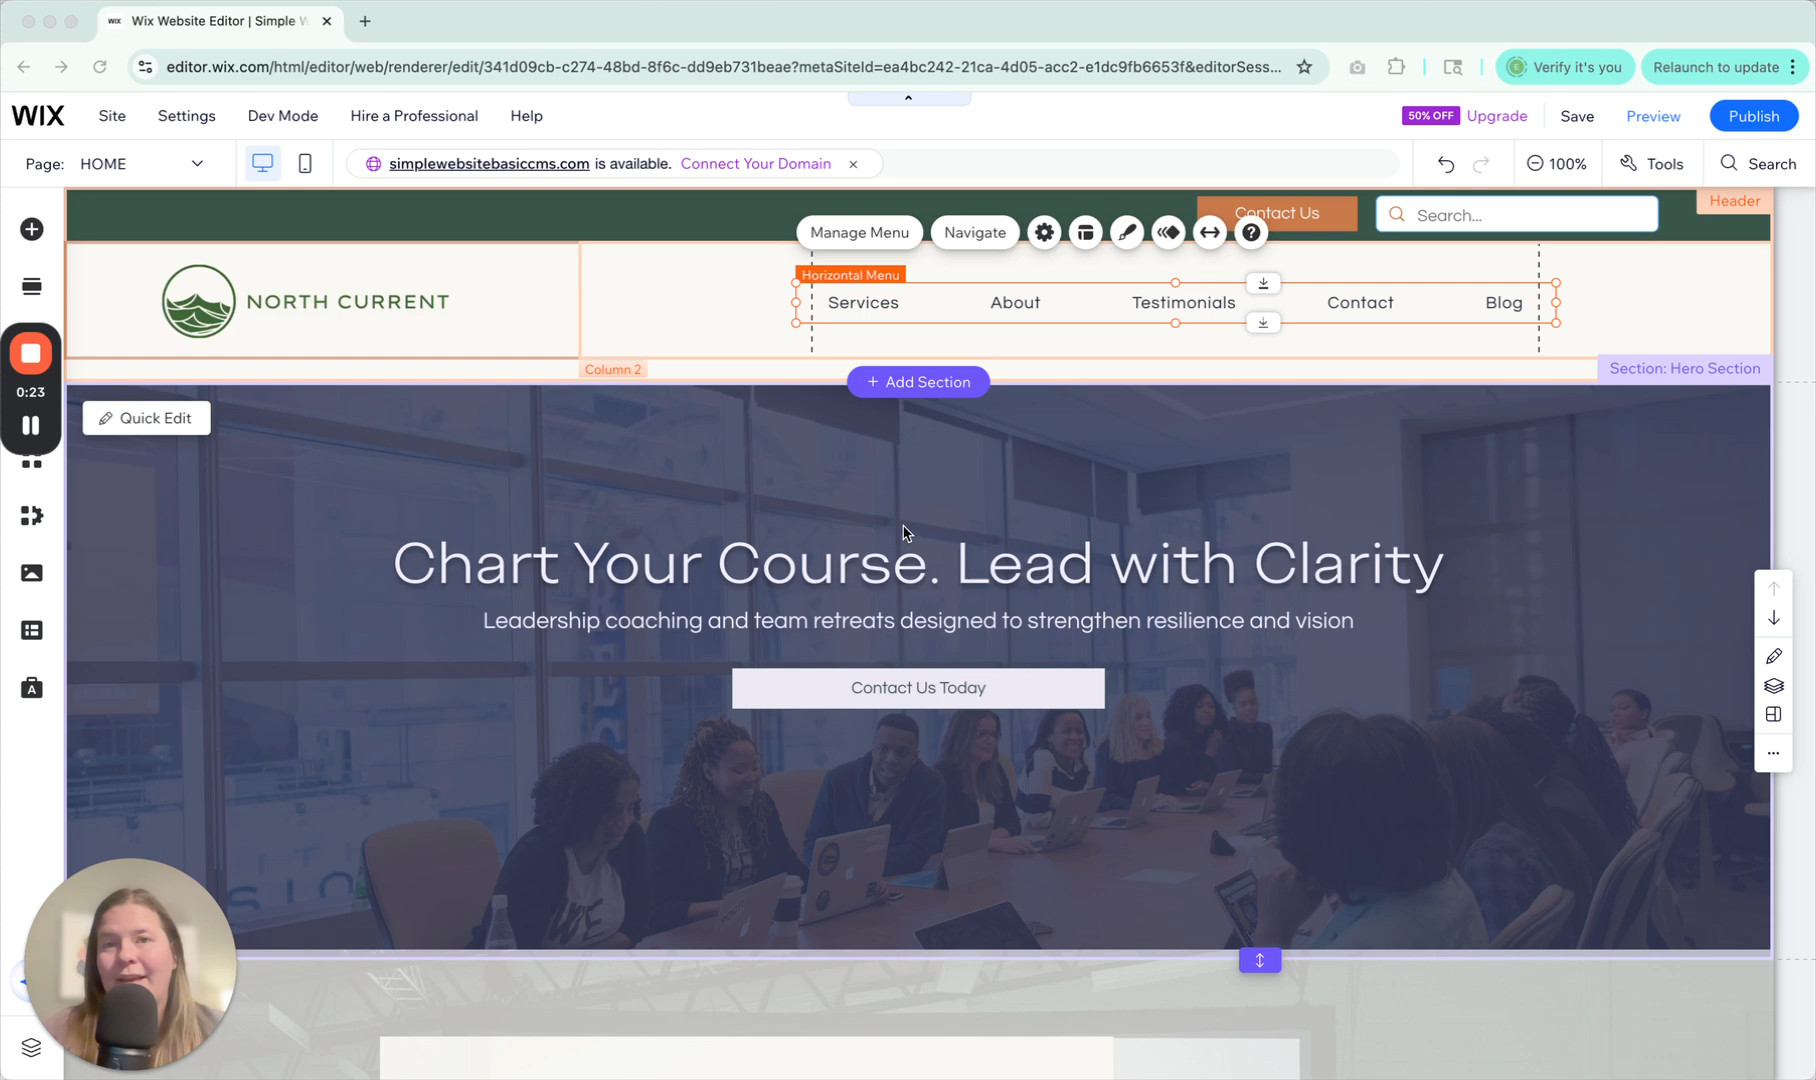 WIX Wix Website Editor | Simple W
editor.wix.com/html/editor/web/renderer/edit/341d09cb-c274-48bd-8f6c-dd9eb731beae?metaSiteId=ea4bc242-21ca-4d05-acc2-e1dc9fb6653f&editorSess...
E Verify it's you
Relaunch to update
WIX Site Settings Dev Mode Hire a Professional Help
50% OFF Upgrade Save Preview Publish
Page: HOME
simplewebsitebasiccms.com is available. Connect Your Domain
100% Tools Search
Contact Us
Search...
Header
Manage Menu Navigate
Horizontal Menu
NORTH CURRENT
Services About Testimonials Contact Blog
Column 2
+ Add Section
Section: Hero Section
0:23
Quick Edit
Chart Your Course. Lead with Clarity
Leadership coaching and team retreats designed to strengthen resilience and vision
Contact Us Today
A